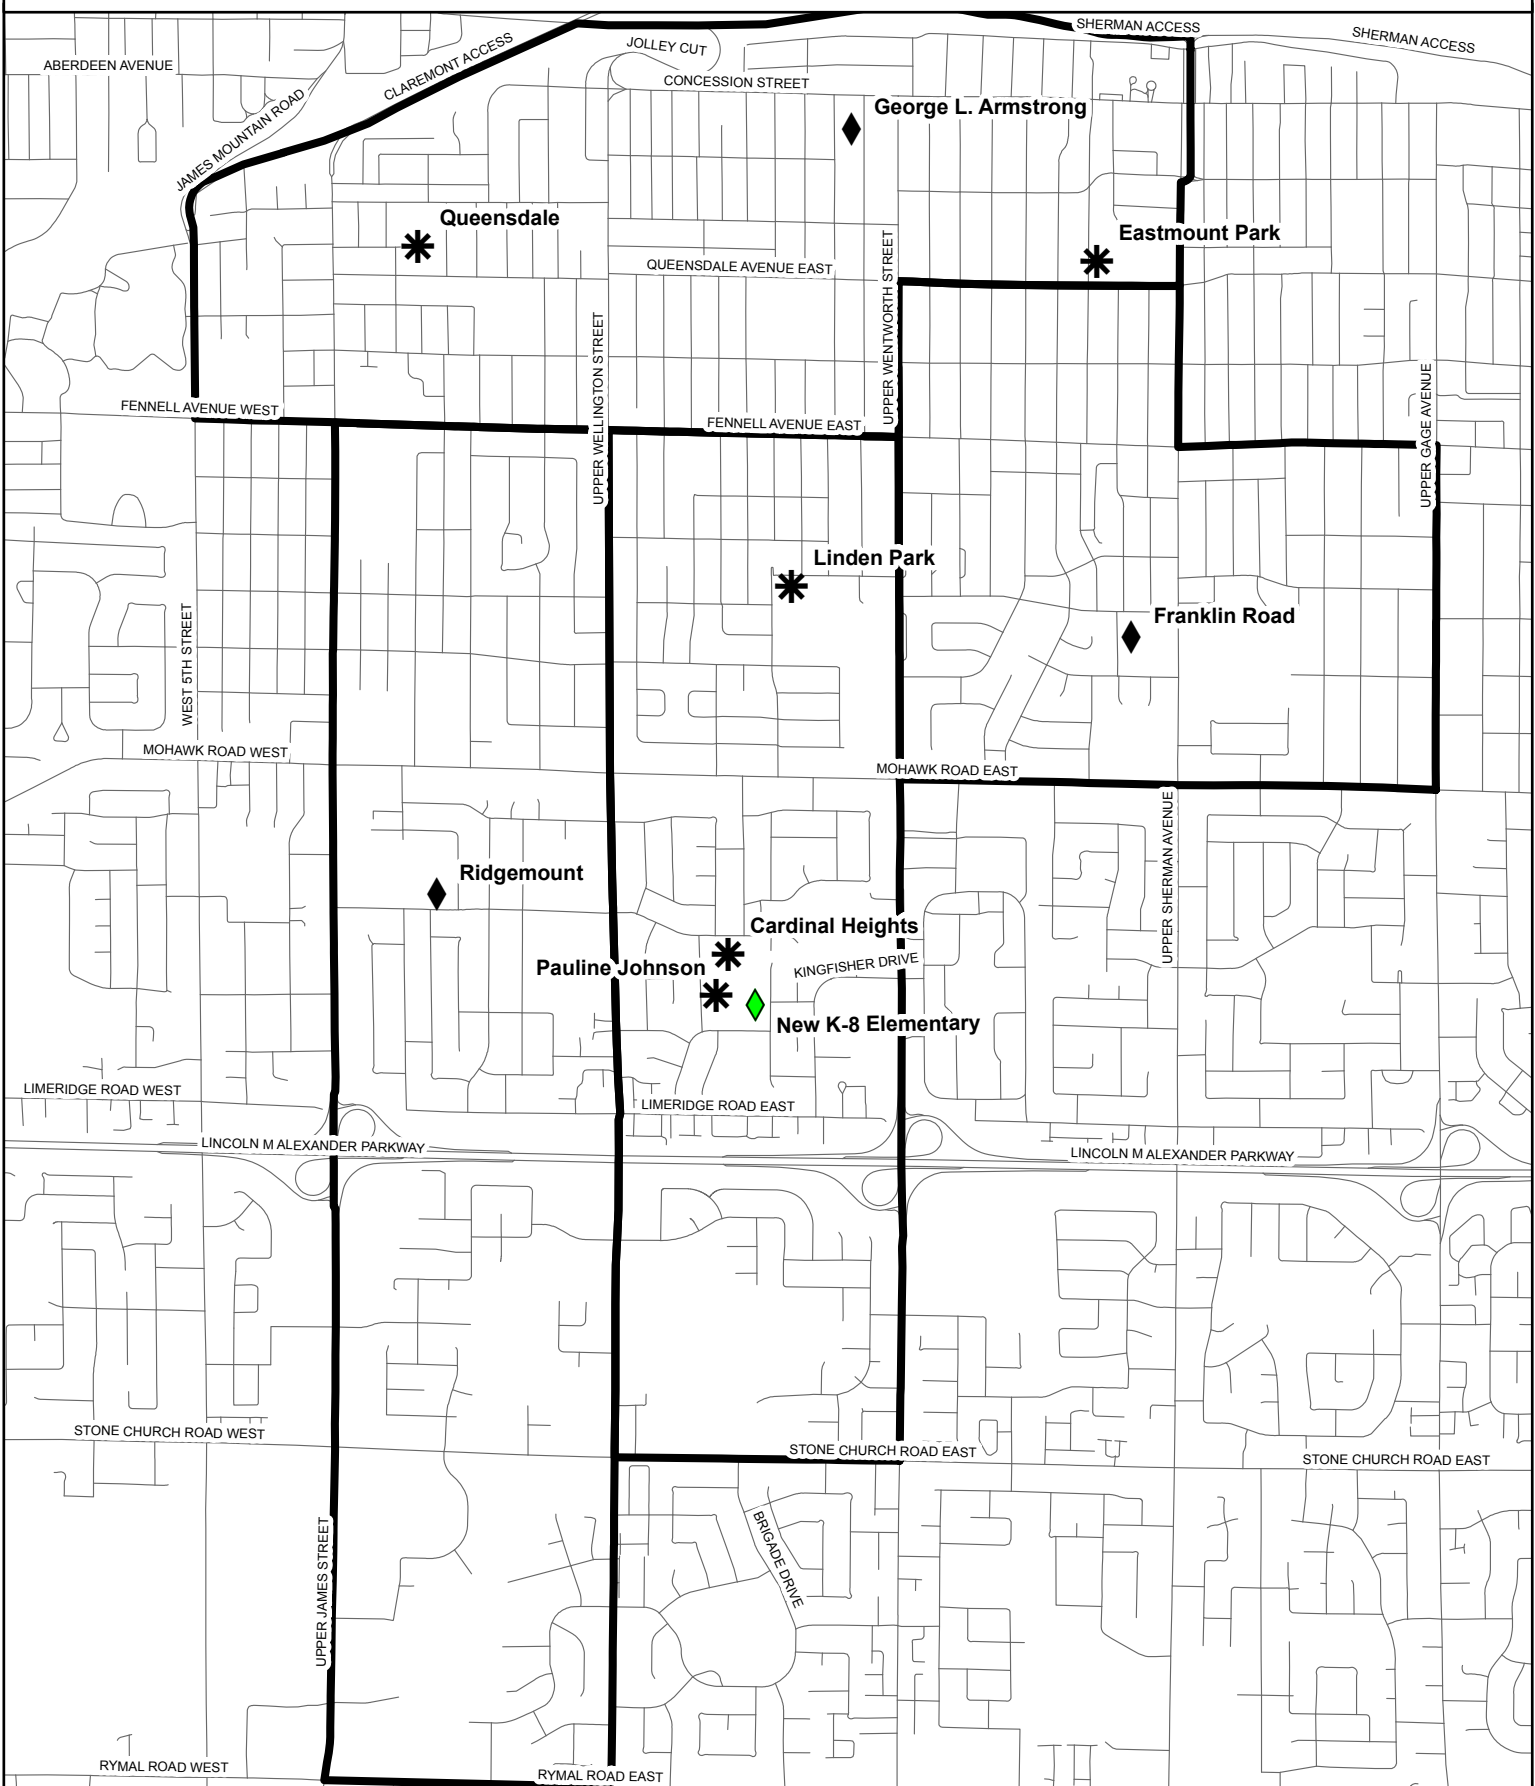 SHERMAN ACCESS
SHERMAN ACCESS
JOLLEY CUT
CLAREMONT ACCESS
ABERDEEN AVENUE
CONCESSION STREET
George L. Armstrong
JAMES MOUNTAIN ROAD
Queensdale
Eastmount Park
QUEENSDALE AVENUE EAST
UPPER WENTWORTH STREET
UPPER WELLINGTON STREET
FENNELL AVENUE WEST
FENNELL AVENUE EAST
UPPER GAGE AVENUE
Linden Park
Franklin Road
WEST 5TH STREET
MOHAWK ROAD WEST
MOHAWK ROAD EAST
UPPER SHERMAN AVENUE
Ridgemount
Cardinal Heights
Pauline Johnson
KINGFISHER DRIVE
New K-8 Elementary
LIMERIDGE ROAD WEST
LIMERIDGE ROAD EAST
LINCOLN M ALEXANDER PARKWAY
LINCOLN M ALEXANDER PARKWAY
STONE CHURCH ROAD WEST
STONE CHURCH ROAD EAST
STONE CHURCH ROAD EAST
BRIGADE DRIVE
UPPER JAMES STREET
RYMAL ROAD WEST
RYMAL ROAD EAST